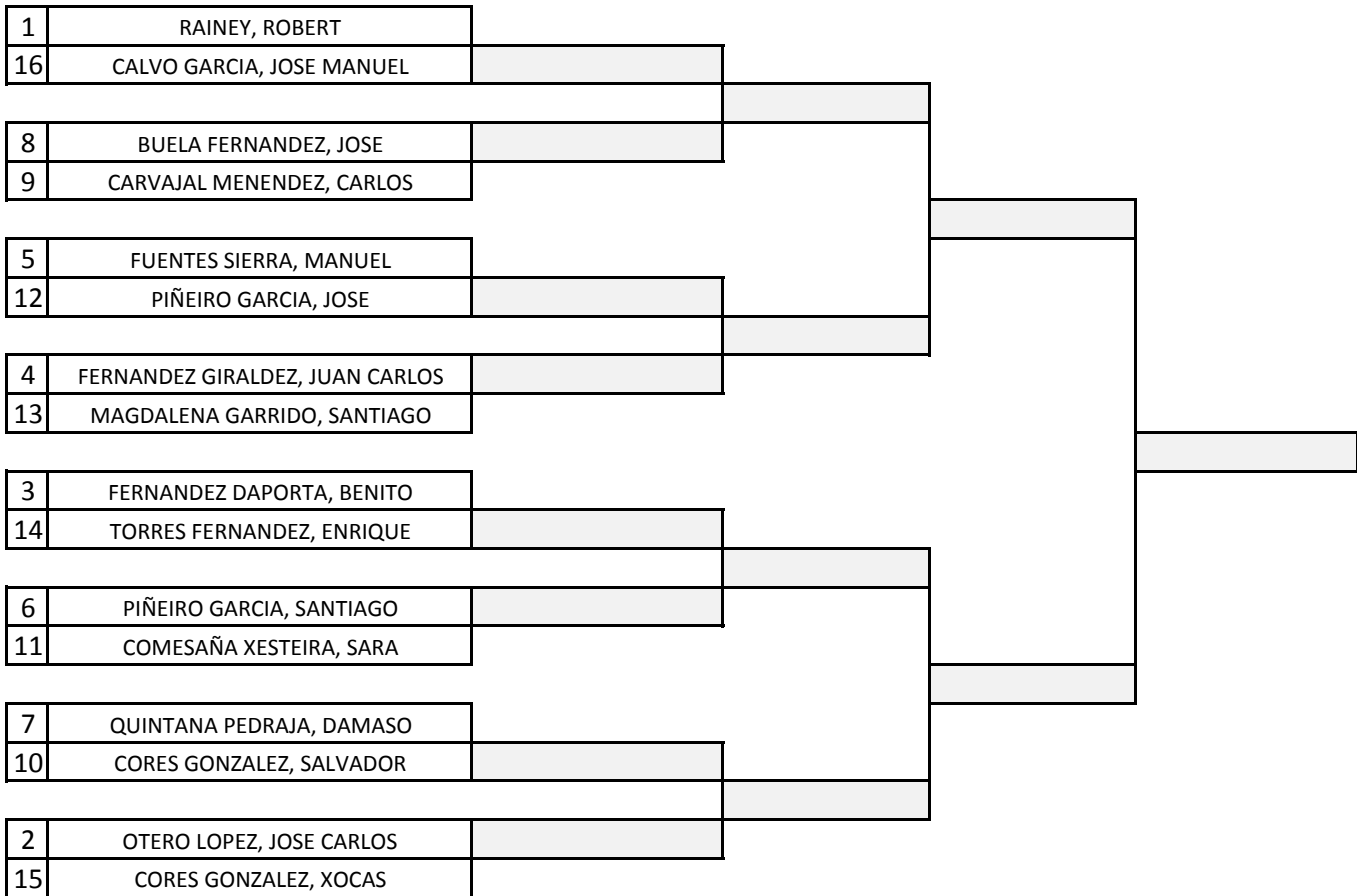 1 RAINEY, ROBERT
16 CALVO GARCIA, JOSE MANUEL
8 BUELA FERNANDEZ, JOSE
9 CARVAJAL MENENDEZ, CARLOS
5 FUENTES SIERRA, MANUEL
12 PIÑEIRO GARCIA, JOSE
4 FERNANDEZ GIRALDEZ, JUAN CARLOS
13 MAGDALENA GARRIDO, SANTIAGO
3 FERNANDEZ DAPORTA, BENITO
14 TORRES FERNANDEZ, ENRIQUE
6 PIÑEIRO GARCIA, SANTIAGO
11 COMESAÑA XESTEIRA, SARA
7 QUINTANA PEDRAJA, DAMASO
10 CORES GONZALEZ, SALVADOR
2 OTERO LOPEZ, JOSE CARLOS
15 CORES GONZALEZ, XOCAS